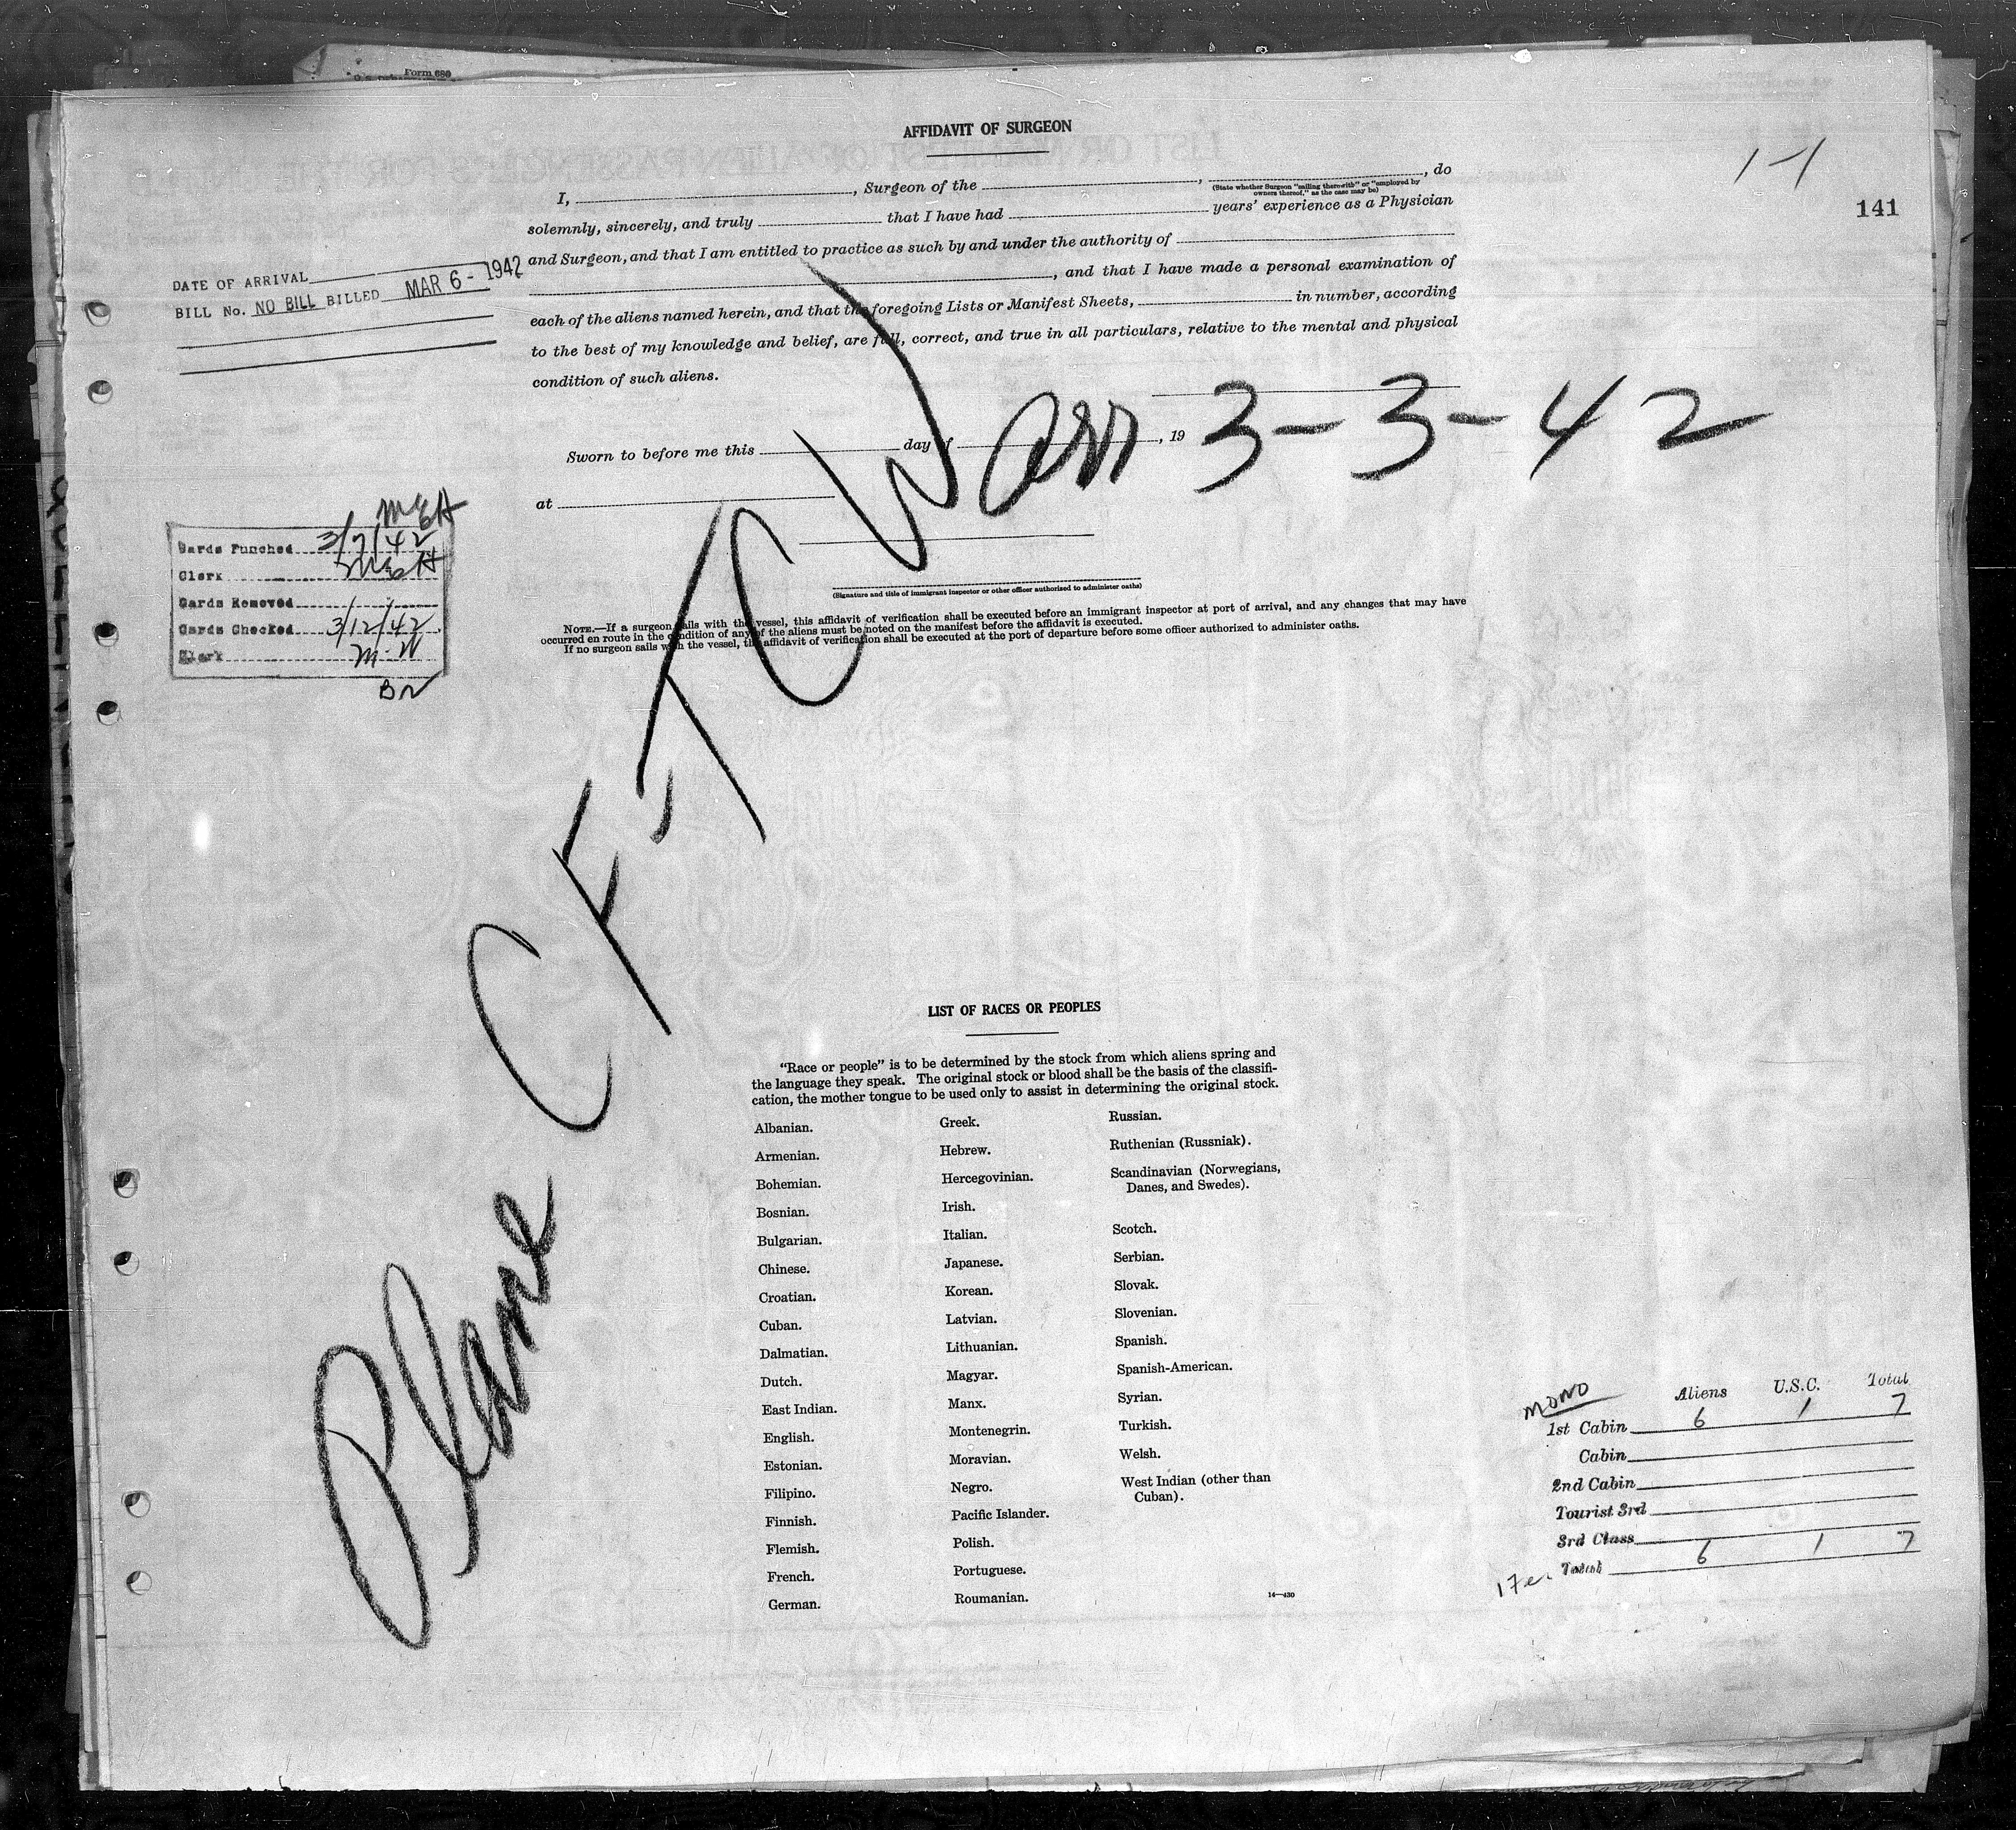 Form 680
AFFIDAVIT OF SURGEON
1-1
141
I, , Surgeon of the , , do
(State whether Surgeon "sailing therewith" or "employed by
owners thereof," as the case may be)
solemnly, sincerely, and truly that I have had years' experience as a Physician
and Surgeon, and that I am entitled to practice as such by and under the authority of
, and that I have made a personal examination of
each of the aliens named herein, and that the foregoing Lists or Manifest Sheets, in number, according
to the best of my knowledge and belief, are full, correct, and true in all particulars, relative to the mental and physical
condition of such aliens.
DATE OF ARRIVAL
BILL No. NO BILL BILLED MAR 6 - 1942
Sworn to before me this day of , 19
at
(Signature and title of immigrant inspector or other officer authorized to administer oaths)
NOTE.—If a surgeon sails with the vessel, this affidavit of verification shall be executed before an immigrant inspector at port of arrival, and any changes that may have
occurred en route in the condition of any of the aliens must be noted on the manifest before the affidavit is executed.
If no surgeon sails with the vessel, the affidavit of verification shall be executed at the port of departure before some officer authorized to administer oaths.
MEH
Cards Punched 3/7/42
Clerk MEH
Cards Removed
Cards Checked 3/12/42
Clerk M-W
BN
Plane CF-TCW arr 3-3-42
LIST OF RACES OR PEOPLES
"Race or people" is to be determined by the stock from which aliens spring and
the language they speak. The original stock or blood shall be the basis of the classifi-
cation, the mother tongue to be used only to assist in determining the original stock.
Albanian.
Armenian.
Bohemian.
Bosnian.
Bulgarian.
Chinese.
Croatian.
Cuban.
Dalmatian.
Dutch.
East Indian.
English.
Estonian.
Filipino.
Finnish.
Flemish.
French.
German.
Greek.
Hebrew.
Hercegovinian.
Irish.
Italian.
Japanese.
Korean.
Latvian.
Lithuanian.
Magyar.
Manx.
Montenegrin.
Moravian.
Negro.
Pacific Islander.
Polish.
Portuguese.
Roumanian.
Russian.
Ruthenian (Russniak).
Scandinavian (Norwegians,
Danes, and Swedes).
Scotch.
Serbian.
Slovak.
Slovenian.
Spanish.
Spanish-American.
Syrian.
Turkish.
Welsh.
West Indian (other than
Cuban).
14—430
MONO Aliens U.S.C. Total
1st Cabin 6 1 7
Cabin
2nd Cabin
Tourist 3rd
3rd Class
Total 6 1 7